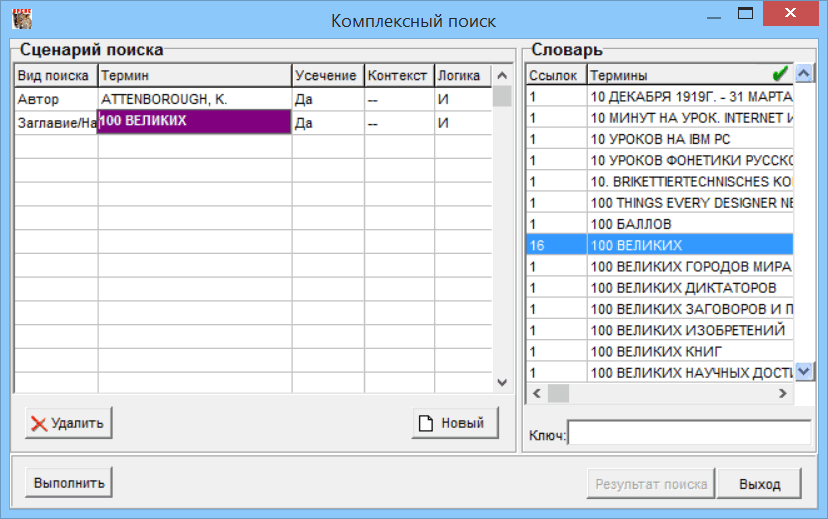 Комплексный поиск
Сценарий поиска
Вид поиска Термин Усечение Контекст Логика
Автор ATTENBOROUGH, K. Да -- И
Заглавие/На 100 ВЕЛИКИХ Да -- И
Удалить
Новый
Словарь
Ссылок Термины
1 10 ДЕКАБРЯ 1919Г. - 31 МАРТА
1 10 МИНУТ НА УРОК. INTERNET И
1 10 УРОКОВ НА IBM PC
1 10 УРОКОВ ФОНЕТИКИ РУССКО
1 10. BRIKETTIERTECHNISCHES KO
1 100 THINGS EVERY DESIGNER NE
1 100 БАЛЛОВ
16 100 ВЕЛИКИХ
1 100 ВЕЛИКИХ ГОРОДОВ МИРА
1 100 ВЕЛИКИХ ДИКТАТОРОВ
1 100 ВЕЛИКИХ ЗАГОВОРОВ И П
1 100 ВЕЛИКИХ ИЗОБРЕТЕНИЙ
1 100 ВЕЛИКИХ КНИГ
1 100 ВЕЛИКИХ НАУЧНЫХ ДОСТИ
Ключ:
Выполнить
Результат поиска
Выход